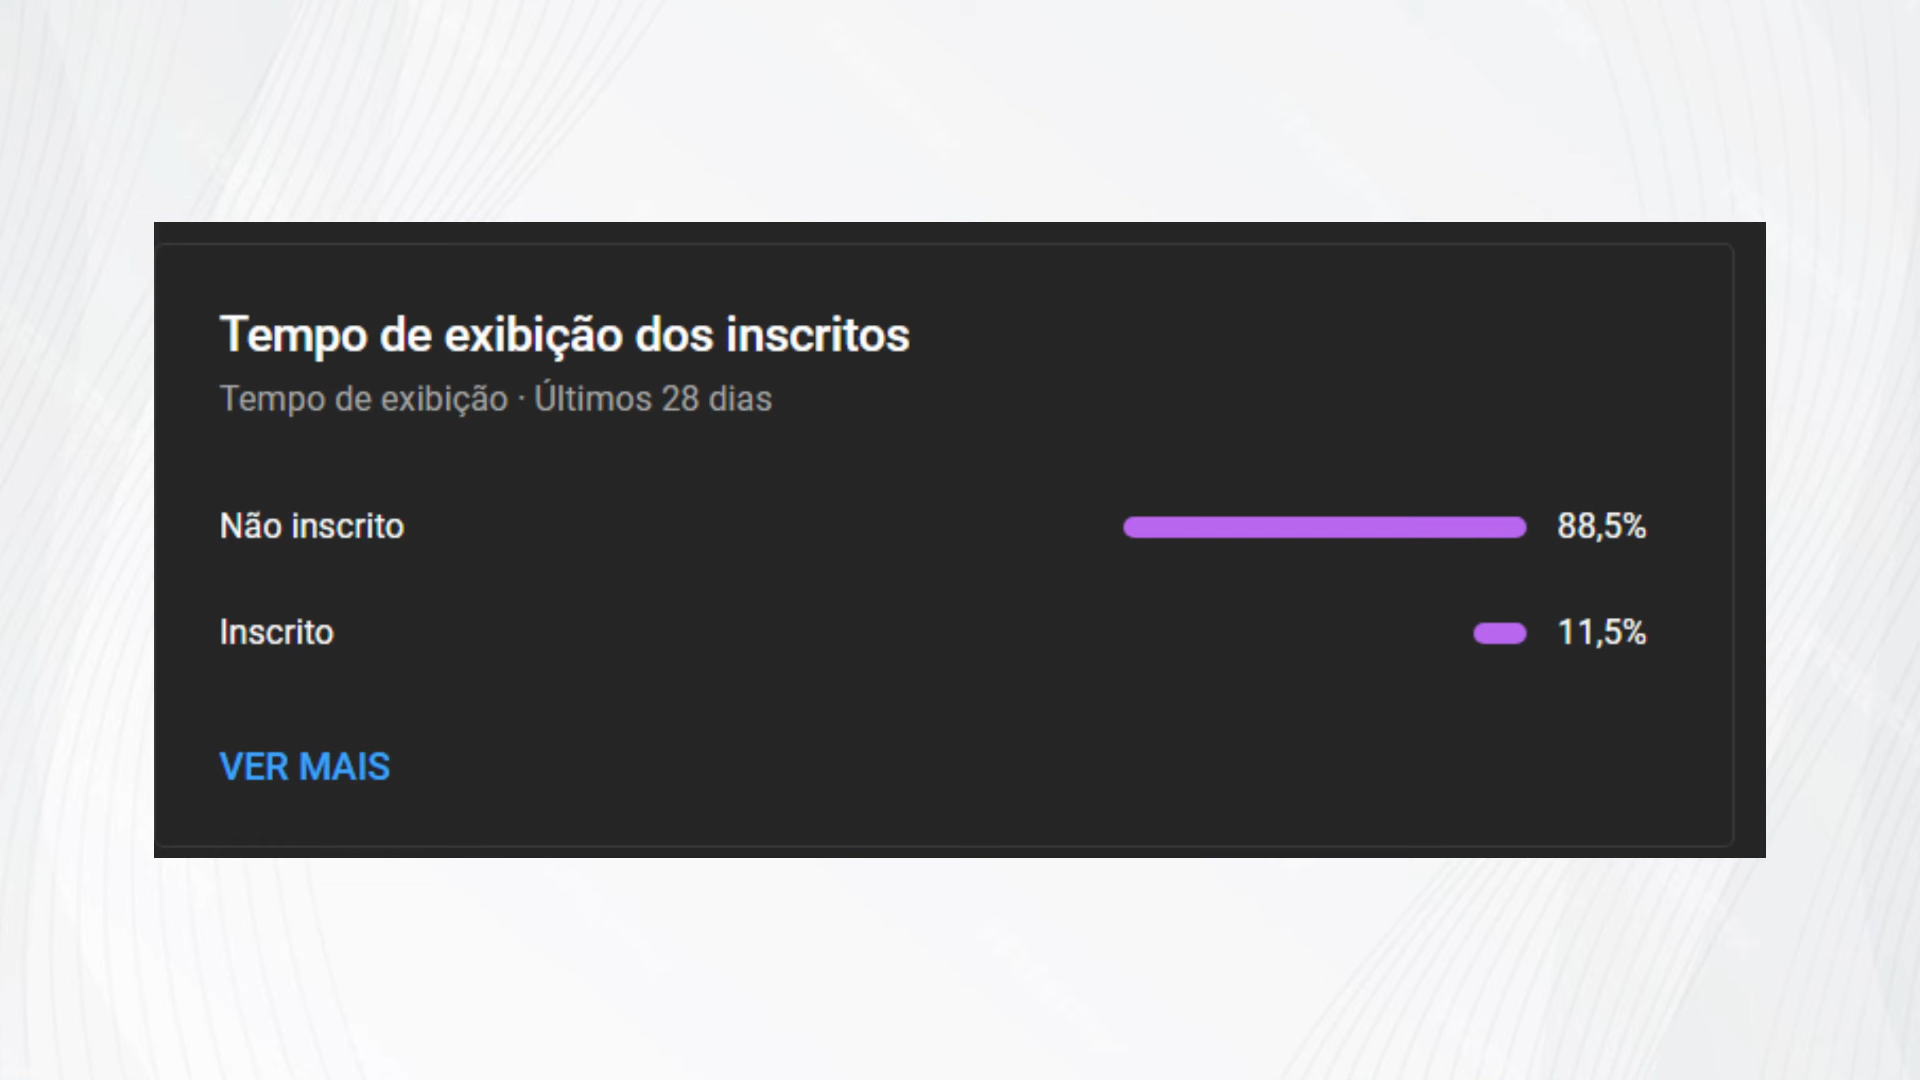 Tempo de exibição dos inscritos
Tempo de exibição · Últimos 28 dias
Não inscrito 88,5%
Inscrito 11,5%
VER MAIS